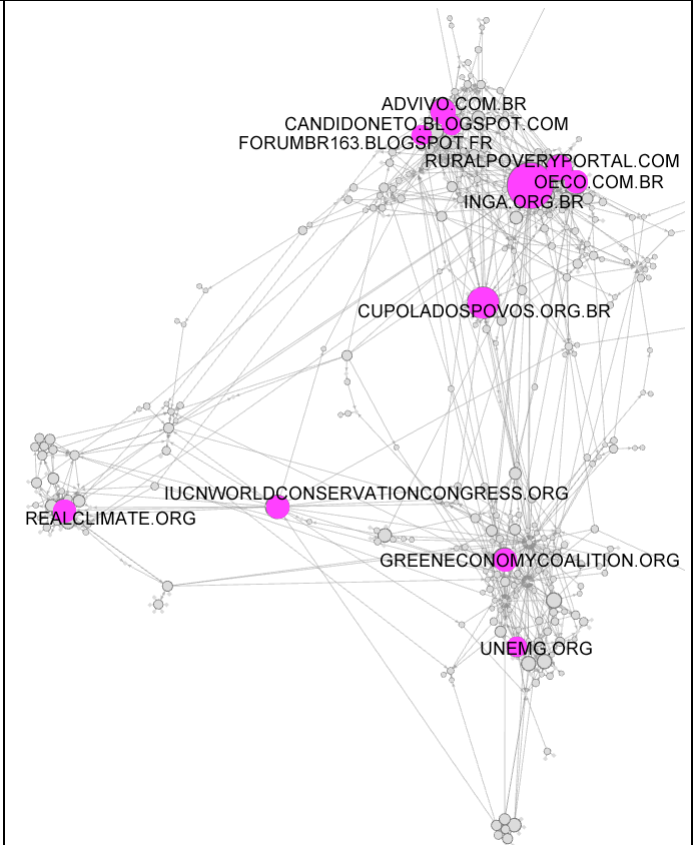 ADVIVO.COM.BR
CANDIDONETO.BLOGSPOT.COM
FORUMBR163.BLOGSPOT.FR
RURALPOVERYPORTAL.COM
OECO.COM.BR
INGA.ORG.BR
CUPOLADOSPOVOS.ORG.BR
IUCNWORLDCONSERVATIONCONGRESS.ORG
REALCLIMATE.ORG
GREENECONOMYCOALITION.ORG
UNEMG.ORG